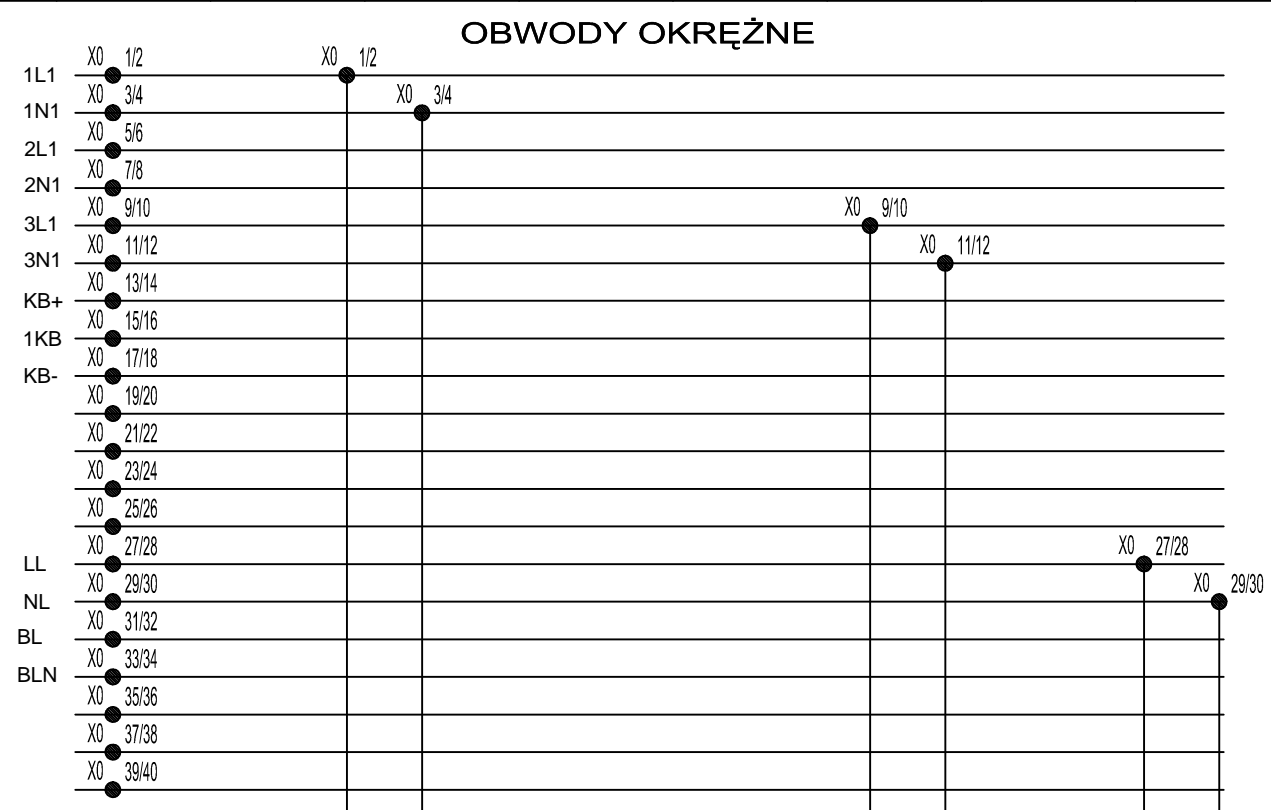 OBWODY OKRĘŻNE
X0 1/2 X0 1/2
1L1
X0 3/4 X0 3/4
1N1
X0 5/6
2L1
X0 7/8
2N1
X0 9/10 X0 9/10
3L1
X0 11/12 X0 11/12
3N1
X0 13/14
KB+
X0 15/16
1KB
X0 17/18
KB-
X0 19/20
X0 21/22
X0 23/24
X0 25/26
X0 27/28 X0 27/28
LL
X0 29/30 X0 29/30
NL
X0 31/32
BL
X0 33/34
BLN
X0 35/36
X0 37/38
X0 39/40